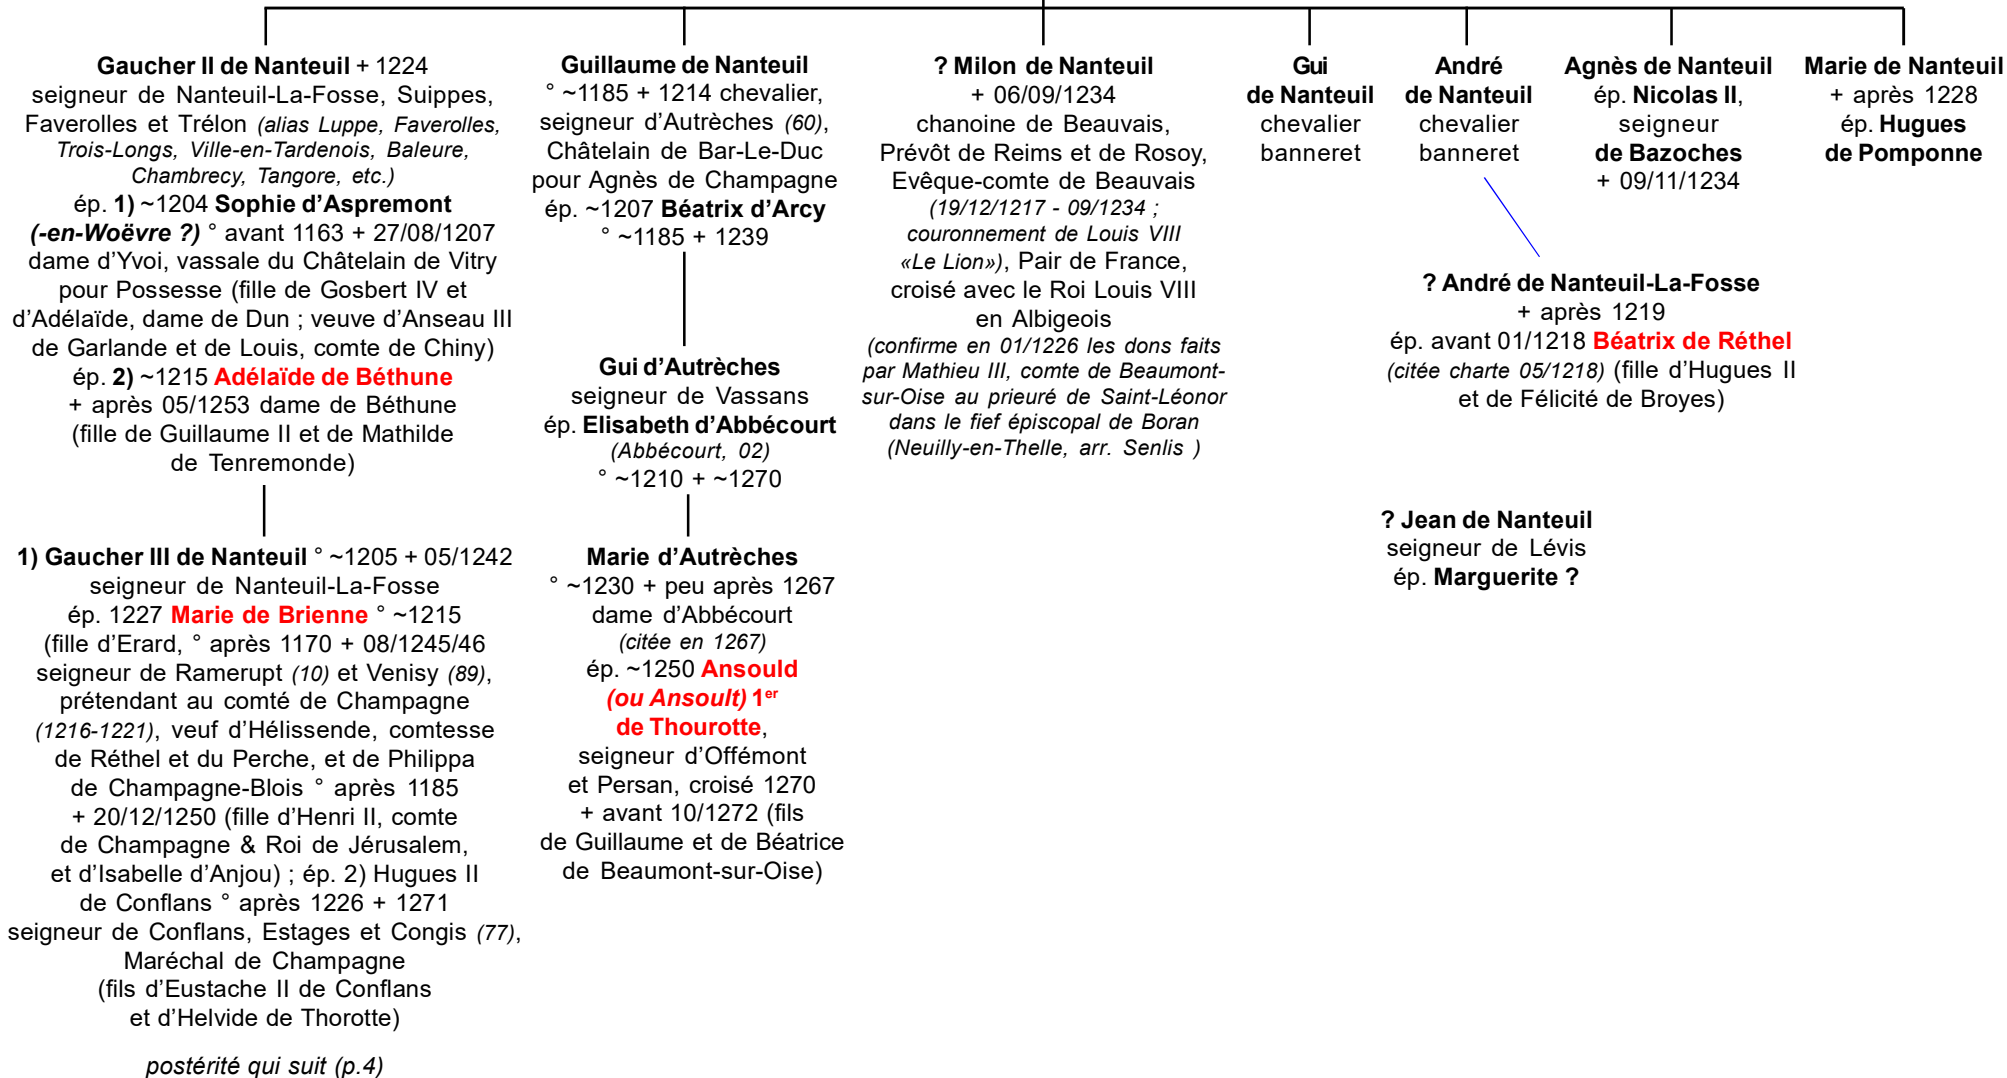 Gaucher II de Nanteuil + 1224
seigneur de Nanteuil-La-Fosse, Suippes,
Faverolles et Trélon (alias Luppe, Faverolles,
Trois-Longs, Ville-en-Tardenois, Baleure,
Chambrecy, Tangore, etc.)
ép. 1) ~1204 Sophie d’Aspremont
(-en-Woëvre ?) ° avant 1163 + 27/08/1207
dame d’Yvoi, vassale du Châtelain de Vitry
pour Possesse (fille de Gosbert IV et
d’Adélaïde, dame de Dun ; veuve d’Anseau III
de Garlande et de Louis, comte de Chiny)
ép. 2) ~1215 Adélaïde de Béthune
+ après 05/1253 dame de Béthune
(fille de Guillaume II et de Mathilde
de Tenremonde)
1) Gaucher III de Nanteuil ° ~1205 + 05/1242
seigneur de Nanteuil-La-Fosse
ép. 1227 Marie de Brienne ° ~1215
(fille d’Erard, ° après 1170 + 08/1245/46
seigneur de Ramerupt (10) et Venisy (89),
prétendant au comté de Champagne
(1216-1221), veuf d’Hélissende, comtesse
de Réthel et du Perche, et de Philippa
de Champagne-Blois ° après 1185
+ 20/12/1250 (fille d’Henri II, comte
de Champagne & Roi de Jérusalem,
et d’Isabelle d’Anjou) ; ép. 2) Hugues II
de Conflans ° après 1226 + 1271
seigneur de Conflans, Estages et Congis (77),
Maréchal de Champagne
(fils d’Eustache II de Conflans
et d’Helvide de Thorotte)
postérité qui suit (p.4)
Guillaume de Nanteuil
° ~1185 + 1214 chevalier,
seigneur d’Autrèches (60),
Châtelain de Bar-Le-Duc
pour Agnès de Champagne
ép. ~1207 Béatrix d’Arcy
° ~1185 + 1239
Gui d’Autrèches
seigneur de Vassans
ép. Elisabeth d’Abbécourt
(Abbécourt, 02)
° ~1210 + ~1270
Marie d’Autrèches
° ~1230 + peu après 1267
dame d’Abbécourt
(citée en 1267)
ép. ~1250 Ansould
(ou Ansoult) 1er
de Thourotte,
seigneur d’Offémont
et Persan, croisé 1270
+ avant 10/1272 (fils
de Guillaume et de Béatrice
de Beaumont-sur-Oise)
? Milon de Nanteuil
+ 06/09/1234
chanoine de Beauvais,
Prévôt de Reims et de Rosoy,
Evêque-comte de Beauvais
(19/12/1217 - 09/1234 ;
couronnement de Louis VIII
«Le Lion»), Pair de France,
croisé avec le Roi Louis VIII
en Albigeois
(confirme en 01/1226 les dons faits
par Mathieu III, comte de Beaumont-
sur-Oise au prieuré de Saint-Léonor
dans le fief épiscopal de Boran
(Neuilly-en-Thelle, arr. Senlis )
Gui
de Nanteuil
chevalier
banneret
André
de Nanteuil
chevalier
banneret
Agnès de Nanteuil
ép. Nicolas II,
seigneur
de Bazoches
+ 09/11/1234
Marie de Nanteuil
+ après 1228
ép. Hugues
de Pomponne
? André de Nanteuil-La-Fosse
+ après 1219
ép. avant 01/1218 Béatrix de Réthel
(citée charte 05/1218) (fille d’Hugues II
et de Félicité de Broyes)
? Jean de Nanteuil
seigneur de Lévis
ép. Marguerite ?